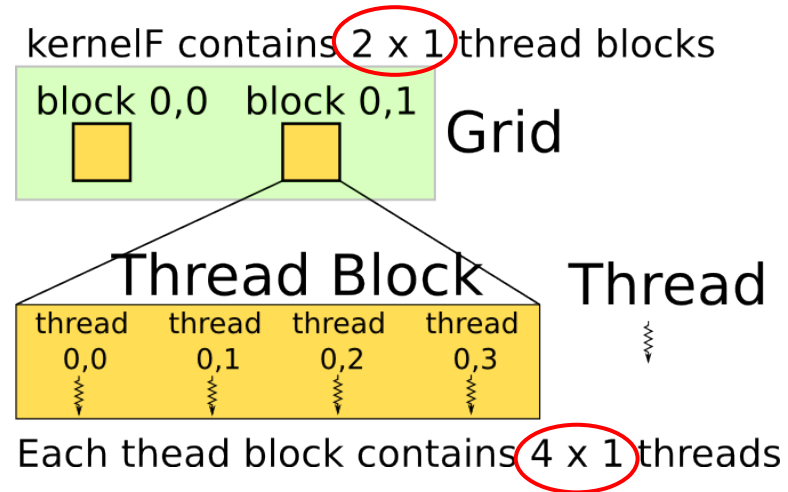 kernelF contains 2 x 1 thread blocks
block 0,0 block 0,1
Grid
Thread Block
Thread
thread thread thread thread
0,0 0,1 0,2 0,3
Each thead block contains 4 x 1 threads